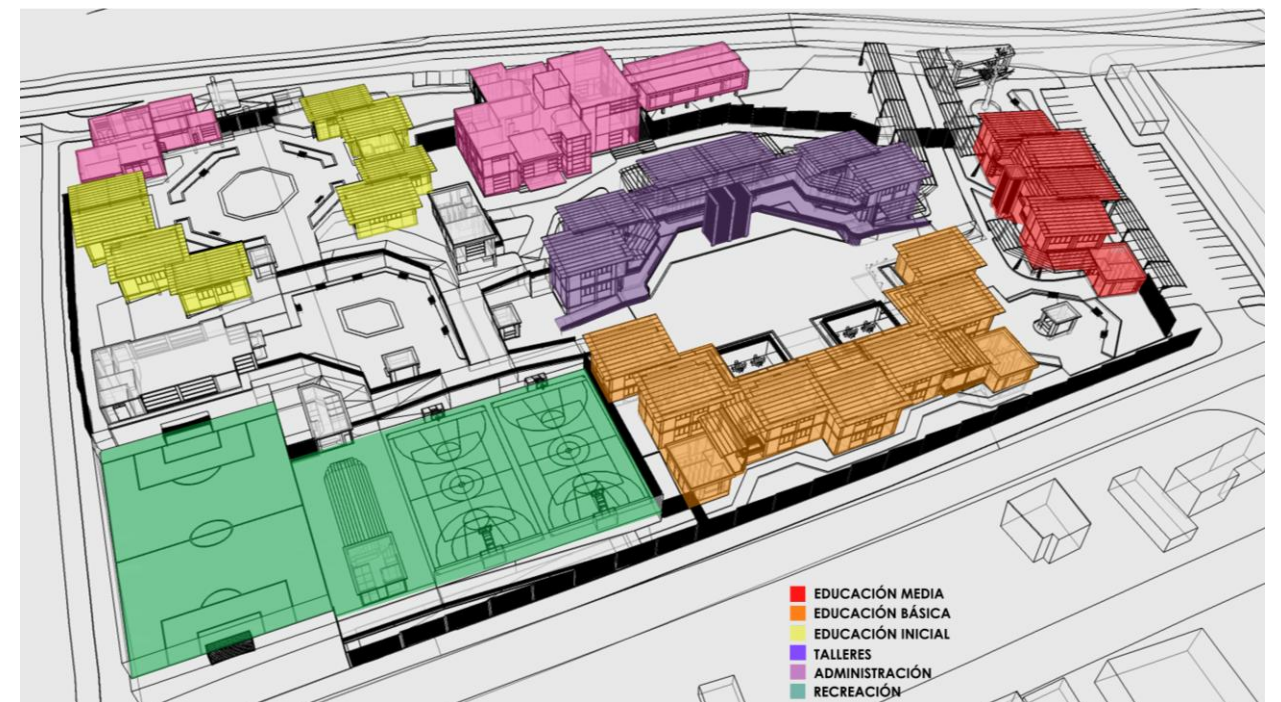 EDUCACIÓN MEDIA
EDUCACIÓN BÁSICA
EDUCACIÓN INICIAL
TALLERES
ADMINISTRACIÓN
RECREACIÓN